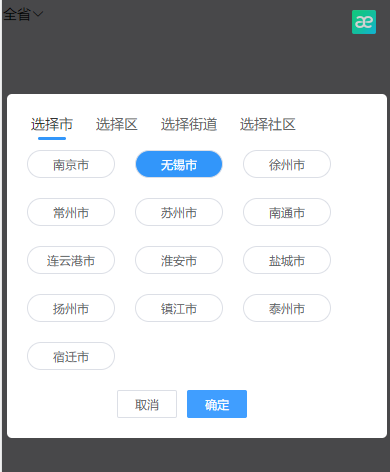 全省
æ
选择市 选择区 选择街道 选择社区
南京市 无锡市 徐州市
常州市 苏州市 南通市
连云港市 淮安市 盐城市
扬州市 镇江市 泰州市
宿迁市
取消 确定